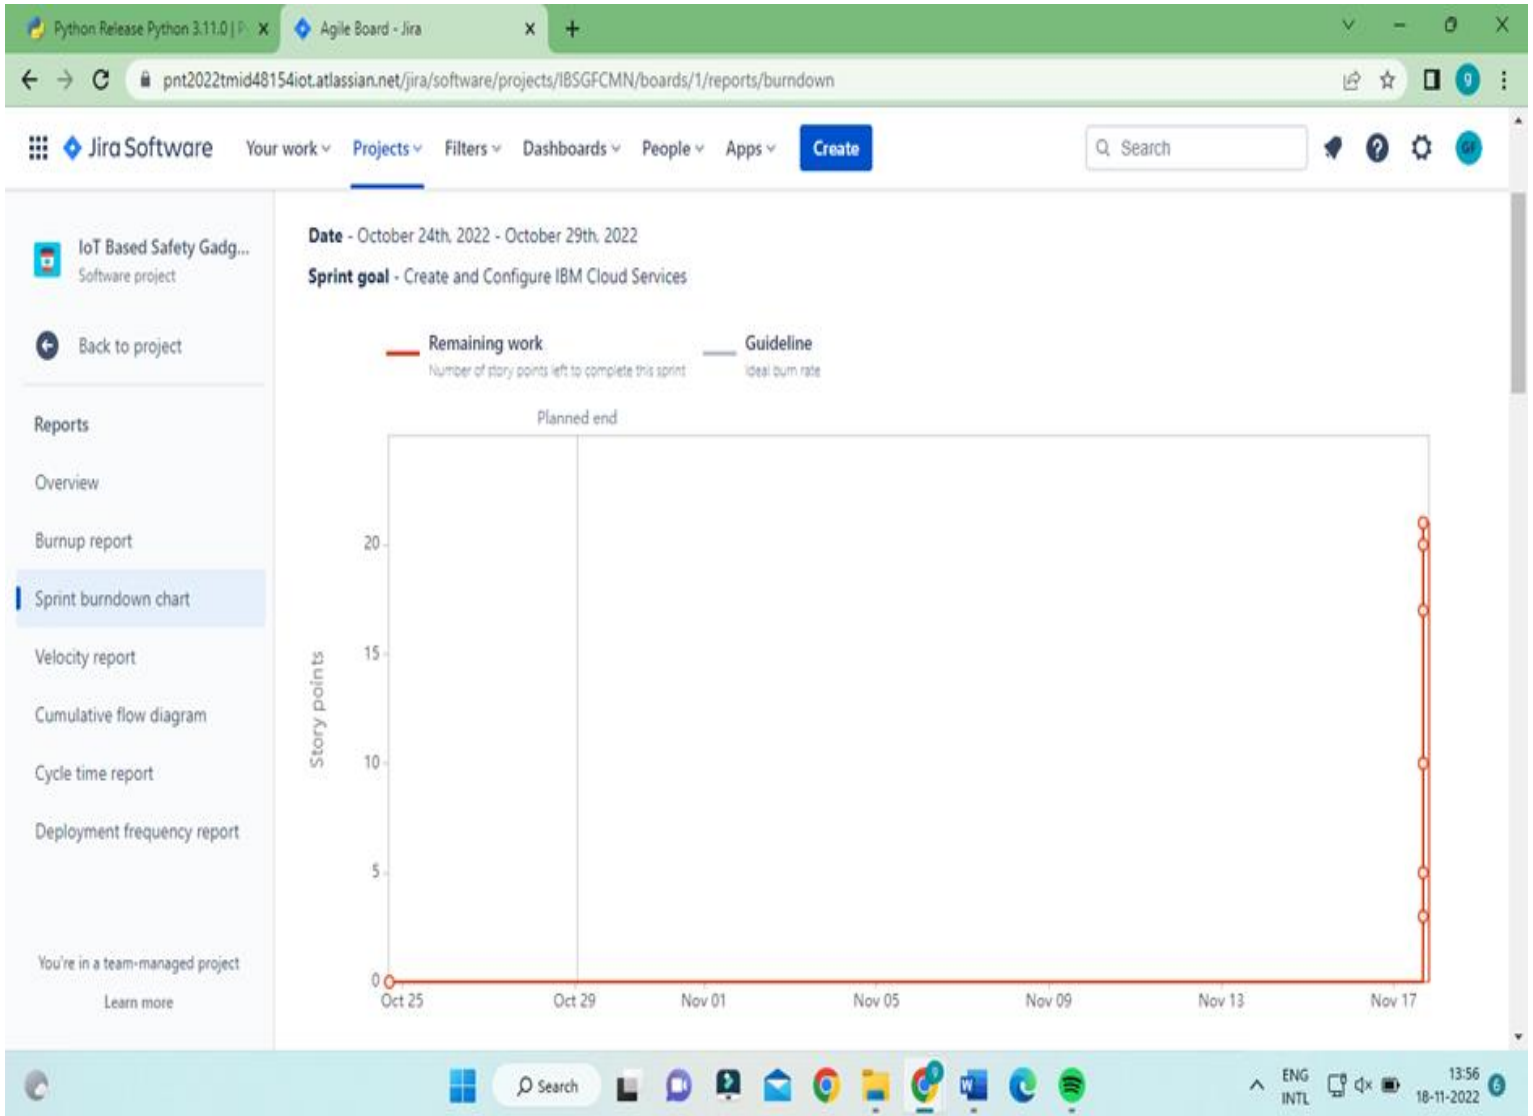 Python Release Python 3.11.0 | P
Agile Board - Jira
pnt2022tmid48154iot.atlassian.net/jira/software/projects/IBSGFCMN/boards/1/reports/burndown
9
Jira Software
Your work
Projects
Filters
Dashboards
People
Apps
Create
Search
GF
IoT Based Safety Gadg...
Software project
Back to project
Reports
Overview
Burnup report
Sprint burndown chart
Velocity report
Cumulative flow diagram
Cycle time report
Deployment frequency report
You're in a team-managed project
Learn more
Date - October 24th, 2022 - October 29th, 2022
Sprint goal - Create and Configure IBM Cloud Services
Remaining work
Number of story points left to complete this sprint
Guideline
Ideal burn rate
Planned end
Story points
20
15
10
5
0
Oct 25
Oct 29
Nov 01
Nov 05
Nov 09
Nov 13
Nov 17
Search
9
ENG
INTL
13:56
18-11-2022
6